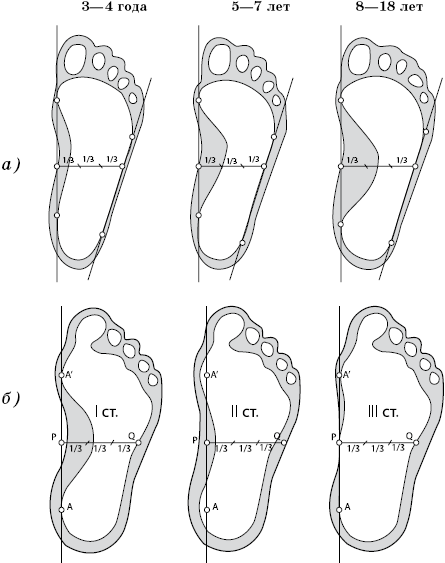 3—4 года 5—7 лет 8—18 лет
а)
1/3 1/3 1/3
1/3 1/3 1/3
1/3 1/3
б)
A' A' A'
I ст. II ст. III ст.
P Q P Q P Q
1/3 1/3 1/3 1/3 1/3 1/3 1/3 1/3 1/3
A A A